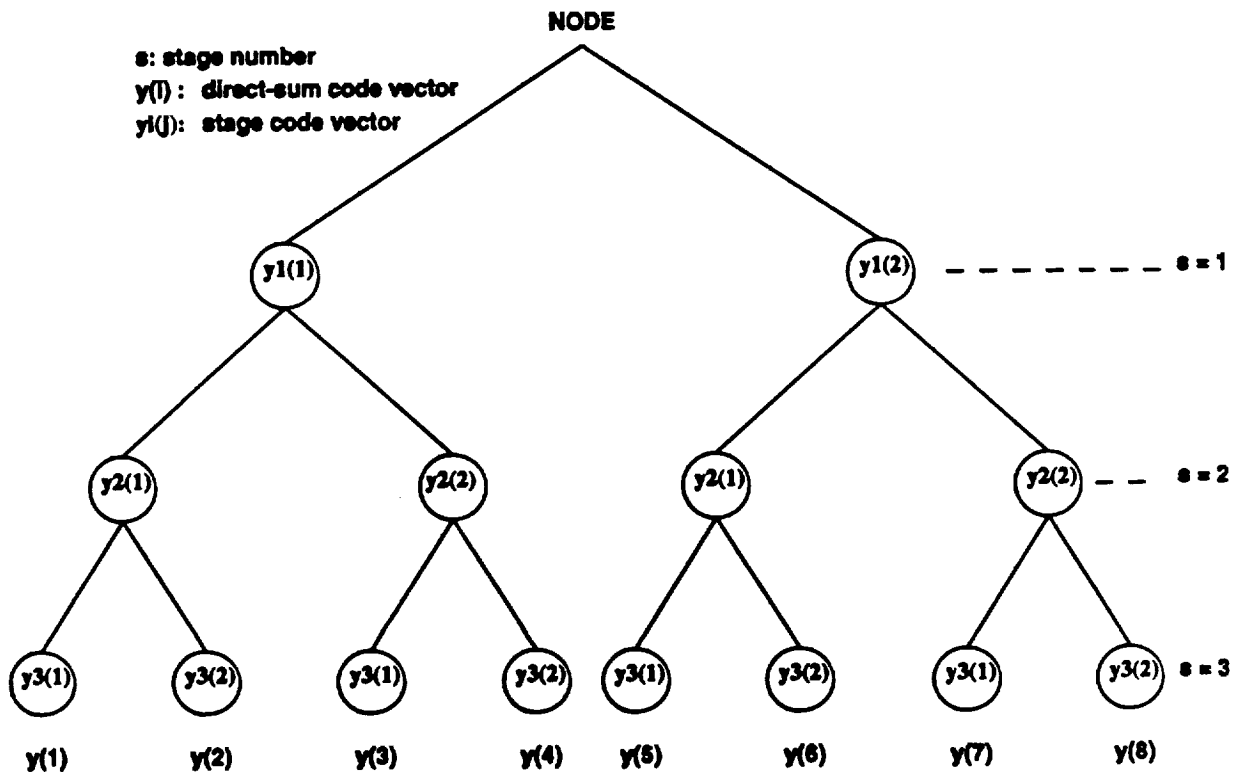 NODE
s: stage number
y(i) : direct-sum code vector
yi(j): stage code vector
y1(1) y1(2) s = 1
y2(1) y2(2) y2(1) y2(2) s = 2
y3(1) y3(2) y3(1) y3(2) y3(1) y3(2) y3(1) y3(2) s = 3
y(1) y(2) y(3) y(4) y(5) y(6) y(7) y(8)